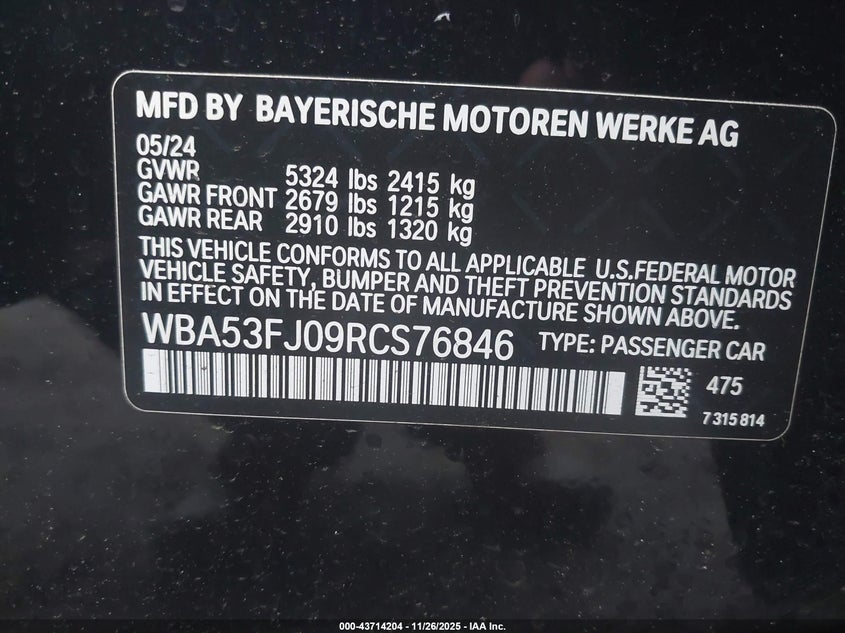 MFD BY BAYERISCHE MOTOREN WERKE AG
05/24
GVWR 5324 lbs 2415 kg
GAWR FRONT 2679 lbs 1215 kg
GAWR REAR 2910 lbs 1320 kg
THIS VEHICLE CONFORMS TO ALL APPLICABLE U.S.FEDERAL MOTOR
VEHICLE SAFETY, BUMPER AND THEFT PREVENTION STANDARDS
IN EFFECT ON THE DATE OF MANUFACTURE SHOWN ABOVE.
WBA53FJ09RCS76846 TYPE: PASSENGER CAR
475
7315814
000-43714204 - 11/26/2025 - IAA Inc.